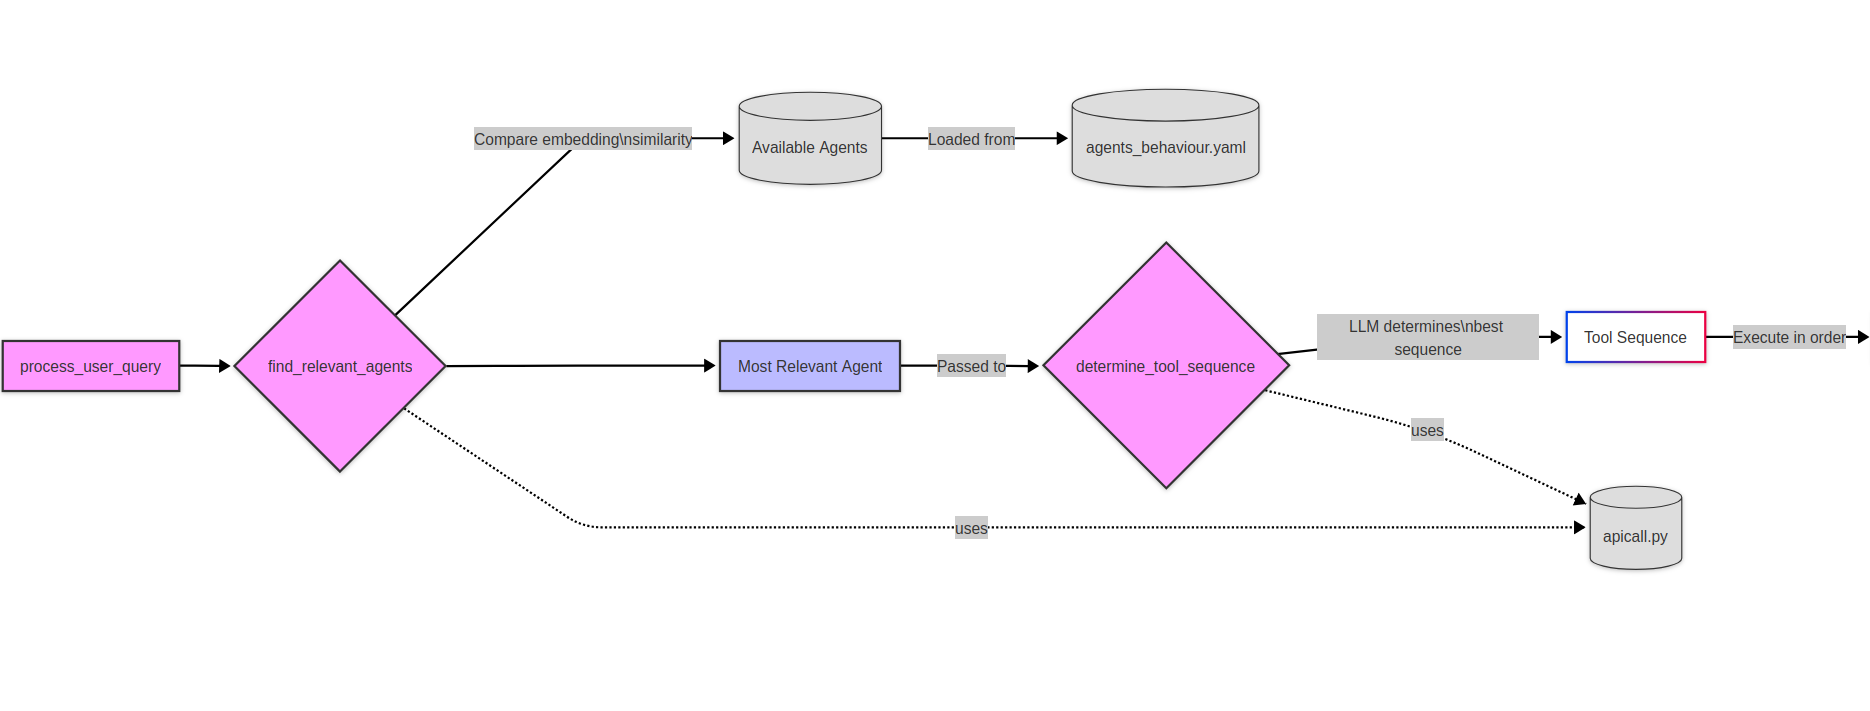 Compare embedding\nsimilarity
Available Agents
Loaded from
agents_behaviour.yaml
process_user_query
find_relevant_agents
Most Relevant Agent
Passed to
determine_tool_sequence
LLM determines\nbest
sequence
Tool Sequence
Execute in order
uses
uses
apicall.py